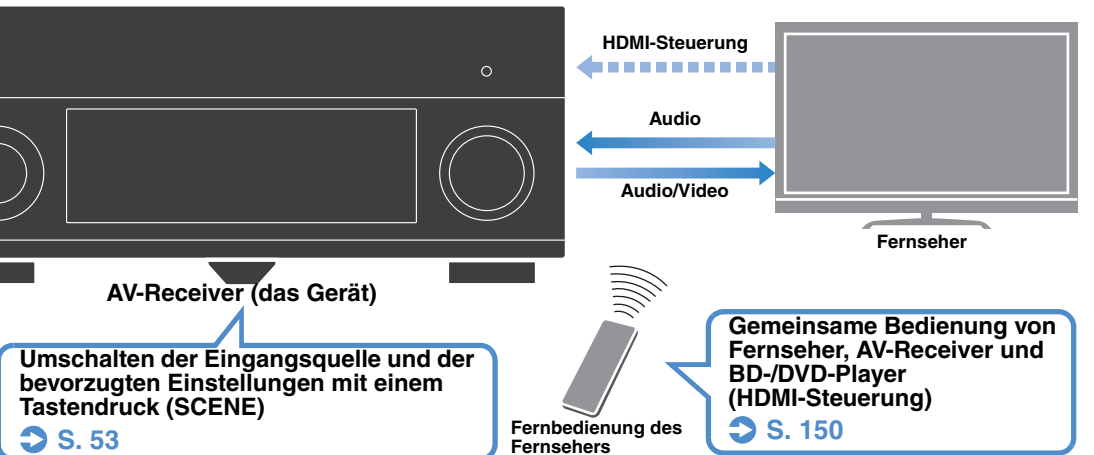 HDMI-Steuerung
Audio
Audio/Video
Fernseher
AV-Receiver (das Gerät)
Umschalten der Eingangsquelle und der
bevorzugten Einstellungen mit einem
Tastendruck (SCENE)
S. 53
Fernbedienung des
Fernsehers
Gemeinsame Bedienung von
Fernseher, AV-Receiver und
BD-/DVD-Player
(HDMI-Steuerung)
S. 150